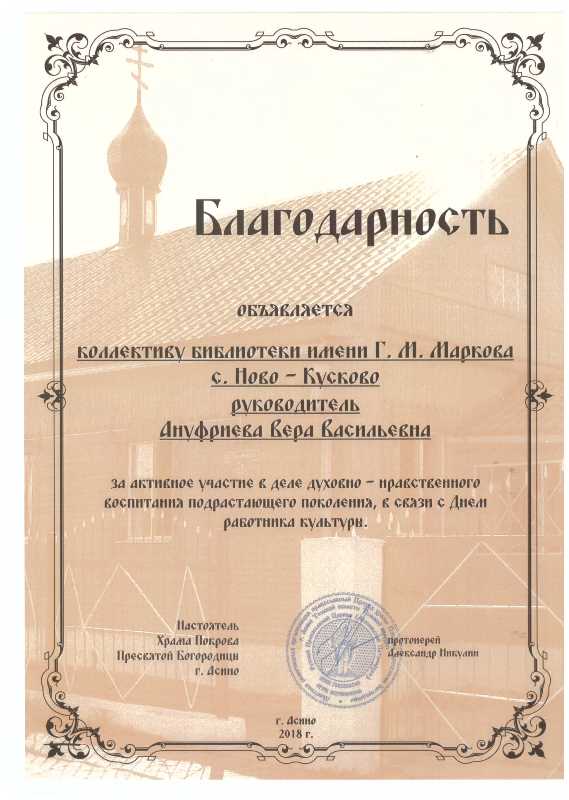 Благодарность
объявляется
коллективу библиотеки имени Г. М. Маркова
с. Ново – Кусково
руководитель
Ануфриева Вера Васильевна
за активное участие в деле духовно – нравственного
воспитания подрастающего поколения, в связи с Днем
работника культуры.
Настоятель
Храма Покрова
Пресвятой Богородицы
г. Асино
протоиерей
Александр Пикулин
г. Асино
2018 г.